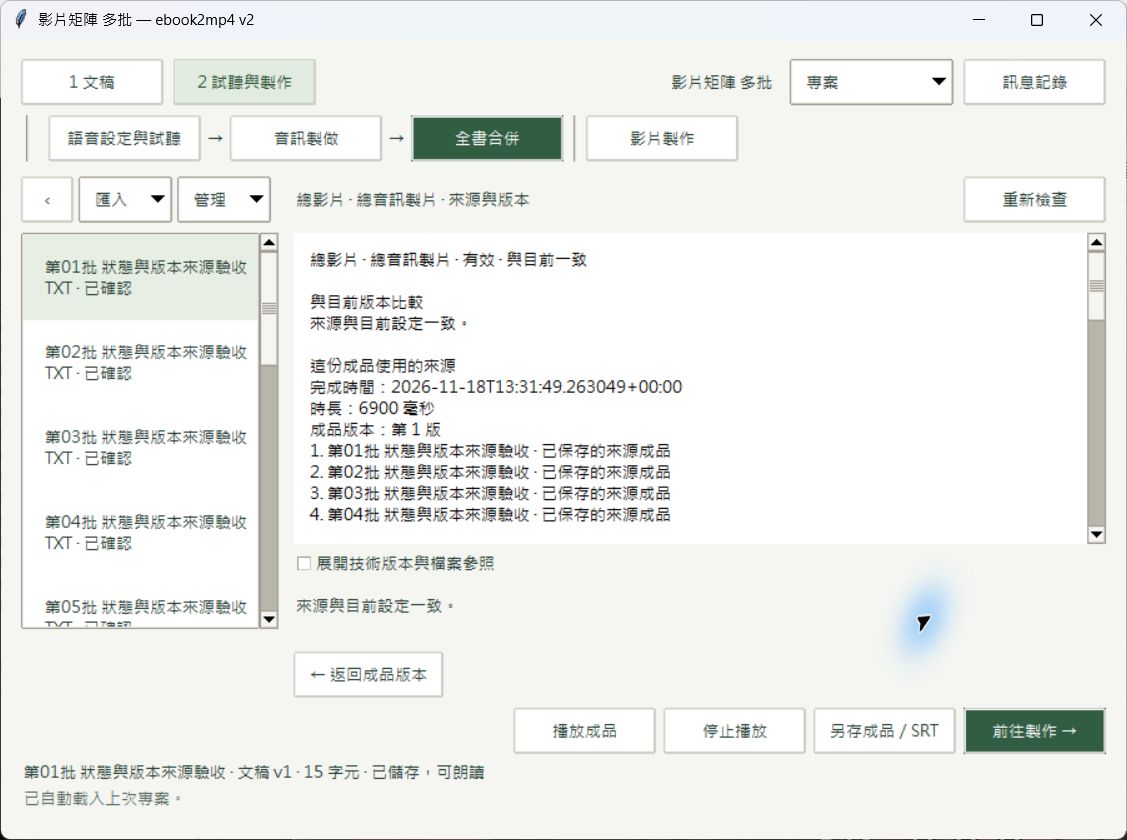 影片矩陣 多批 — ebook2mp4 v2
1 文稿
2 試聽與製作
影片矩陣 多批
專案
訊息記錄
語音設定與試聽
→
音訊製做
→
全書合併
影片製作
‹
匯入
管理
總影片 · 總音訊製片 · 來源與版本
重新檢查
第01批 狀態與版本來源驗收
TXT · 已確認
第02批 狀態與版本來源驗收
TXT · 已確認
第03批 狀態與版本來源驗收
TXT · 已確認
第04批 狀態與版本來源驗收
TXT · 已確認
第05批 狀態與版本來源驗收
TXT · 已確認
總影片 · 總音訊製片 · 有效 · 與目前一致
與目前版本比較
來源與目前設定一致。
這份成品使用的來源
完成時間：2026-11-18T13:31:49.263049+00:00
時長：6900 毫秒
成品版本：第 1 版
1. 第01批 狀態與版本來源驗收 · 已保存的來源成品
2. 第02批 狀態與版本來源驗收 · 已保存的來源成品
3. 第03批 狀態與版本來源驗收 · 已保存的來源成品
4. 第04批 狀態與版本來源驗收 · 已保存的來源成品
展開技術版本與檔案參照
來源與目前設定一致。
← 返回成品版本
播放成品
停止播放
另存成品 / SRT
前往製作 →
第01批 狀態與版本來源驗收 · 文稿 v1 · 15 字元 · 已儲存，可朗讀
已自動載入上次專案。